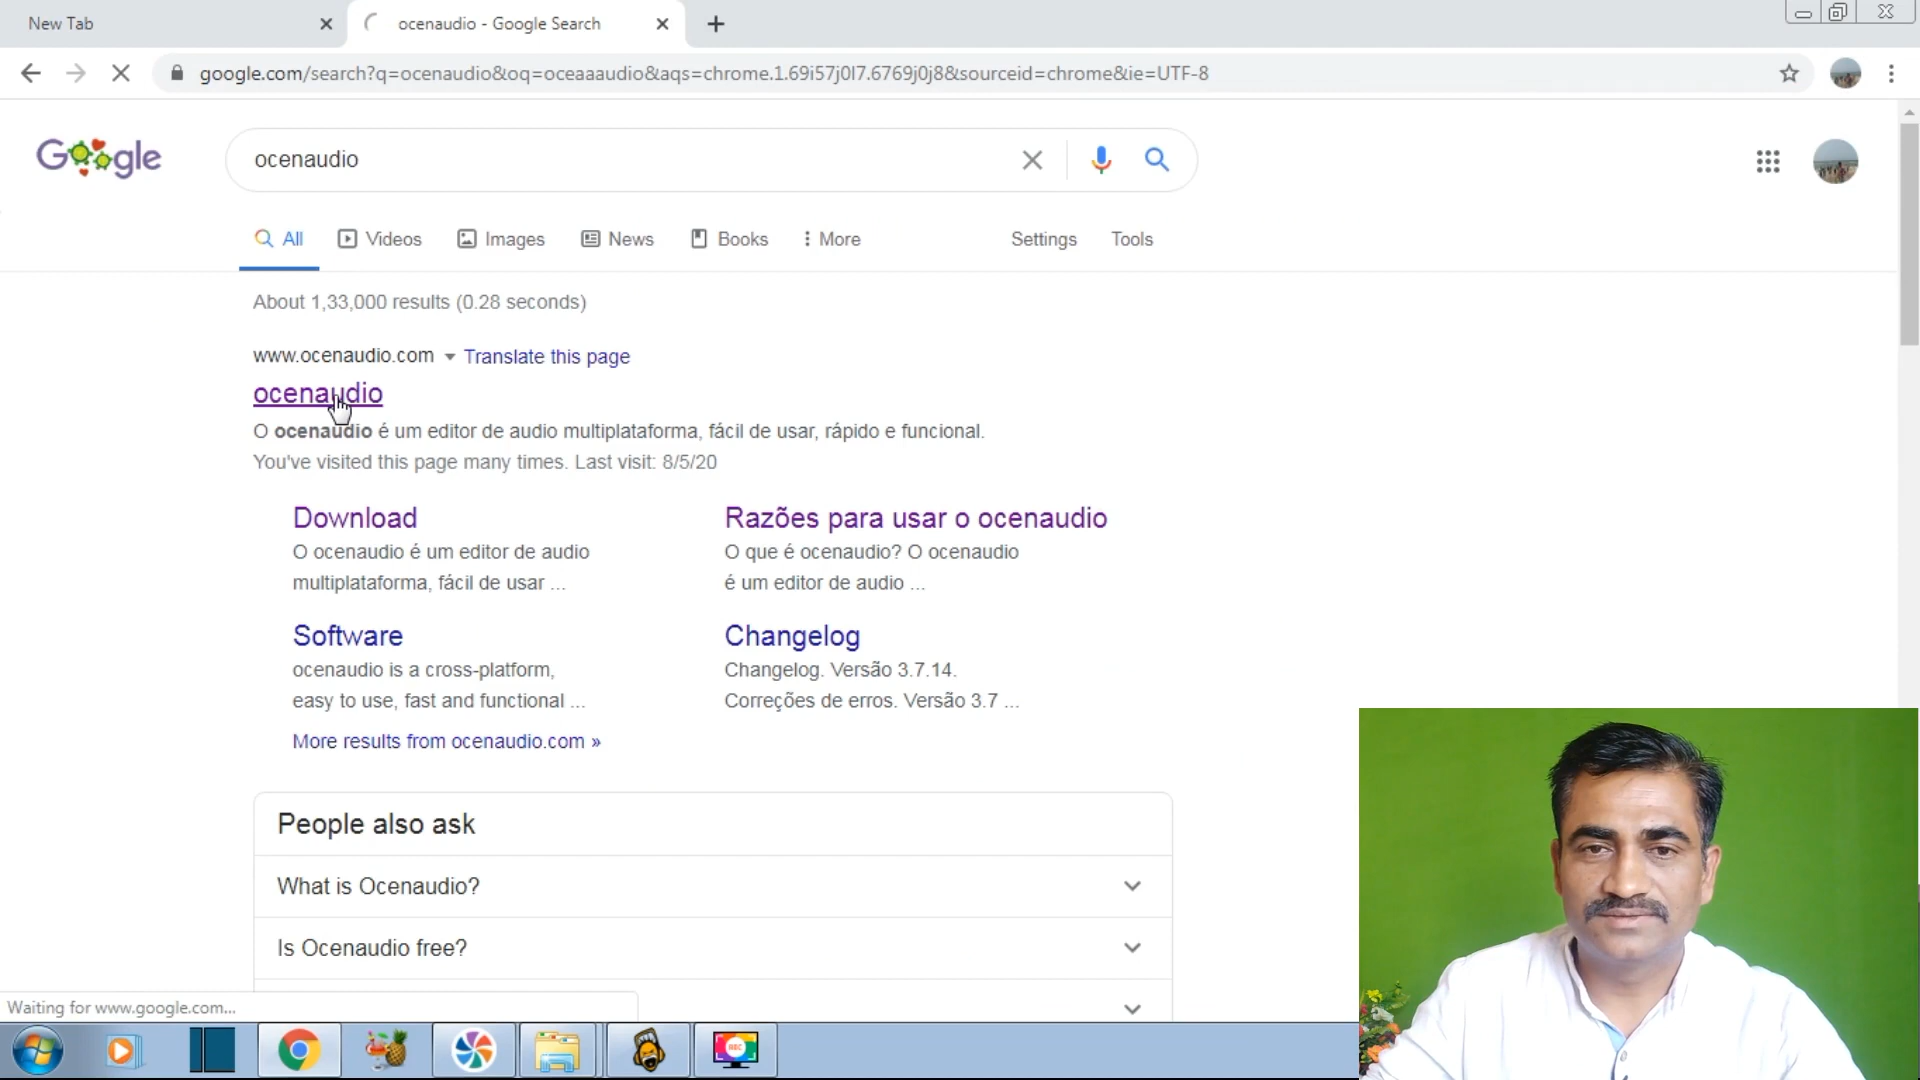 New Tab
ocenaudio - Google Search
google.com/search?q=ocenaudio&oq=oceaaaudio&aqs=chrome.1.69i57j0l7.6769j0j8&sourceid=chrome&ie=UTF-8
Google
ocenaudio
All Videos Images News Books More Settings Tools
About 1,33,000 results (0.28 seconds)
www.ocenaudio.com Translate this page
ocenaudio
O ocenaudio é um editor de audio multiplataforma, fácil de usar, rápido e funcional.
You've visited this page many times. Last visit: 8/5/20
Download
O ocenaudio é um editor de audio
multiplataforma, fácil de usar ...
Razões para usar o ocenaudio
O que é ocenaudio? O ocenaudio
é um editor de audio ...
Software
ocenaudio is a cross-platform,
easy to use, fast and functional ...
Changelog
Changelog. Versão 3.7.14.
Correções de erros. Versão 3.7 ...
More results from ocenaudio.com »
People also ask
What is Ocenaudio?
Is Ocenaudio free?
Waiting for www.google.com...
REC